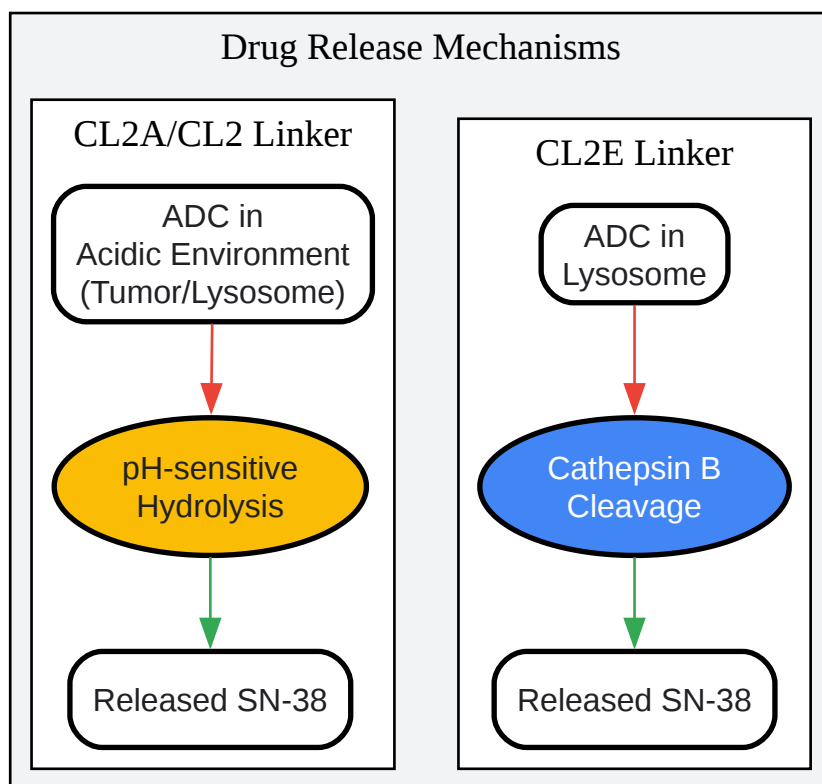 Drug Release Mechanisms
CL2A/CL2 Linker
ADC in
Acidic Environment
(Tumor/Lysosome)
pH-sensitive
Hydrolysis
Released SN-38
CL2E Linker
ADC in
Lysosome
Cathepsin B
Cleavage
Released SN-38